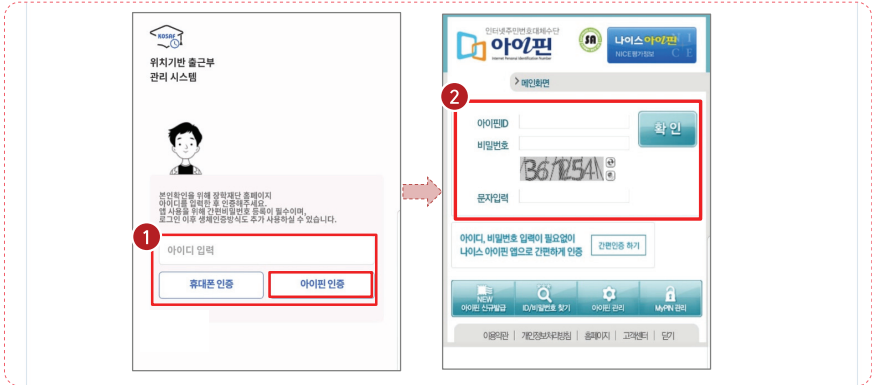 KOSAF
위치기반 출근부
관리 시스템
본인확인을 위해 장학재단 홈페이지
아이디를 입력한 후 인증해주세요.
앱 사용을 위해 간편비밀번호 등록이 필수이며,
로그인 이후 생체인증방식도 추가 사용하실 수 있습니다.
1
아이디 입력
휴대폰 인증
아이핀 인증
2
인터넷주민번호대체수단
아이핀
Internet Personal Identification Number
SA
나이스아이핀
NICE평가정보
메인화면
아이핀ID
비밀번호
확인
문자입력
아이디, 비밀번호 입력이 필요없이
나이스 아이핀 앱으로 간편하게 인증
간편인증 하기
NEW
아이핀 신규발급
ID/비밀번호 찾기
아이핀 관리
MyPIN 관리
이용약관 | 개인정보처리방침 | 홈페이지 | 고객센터 | 닫기